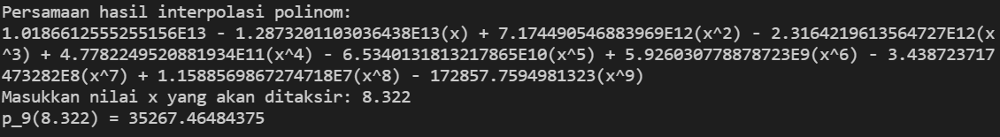 Persamaan hasil interpolasi polinom:
1.0186612555255156E13 - 1.2873201103036438E13(x) + 7.174490546883969E12(x^2) - 2.3164219613564727E12(x
^3) + 4.7782249520881934E11(x^4) - 6.5340131813217865E10(x^5) + 5.926030778878723E9(x^6) - 3.438723717
473282E8(x^7) + 1.1588569867274718E7(x^8) - 172857.7594981323(x^9)
Masukkan nilai x yang akan ditaksir: 8.322
p_9(8.322) = 35267.46484375